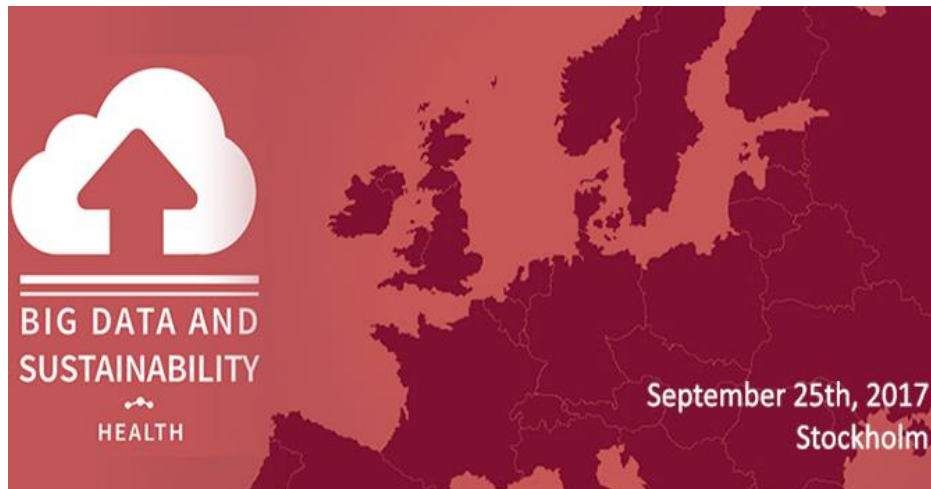 BIG DATA AND
SUSTAINABILITY
HEALTH
September 25th, 2017
Stockholm